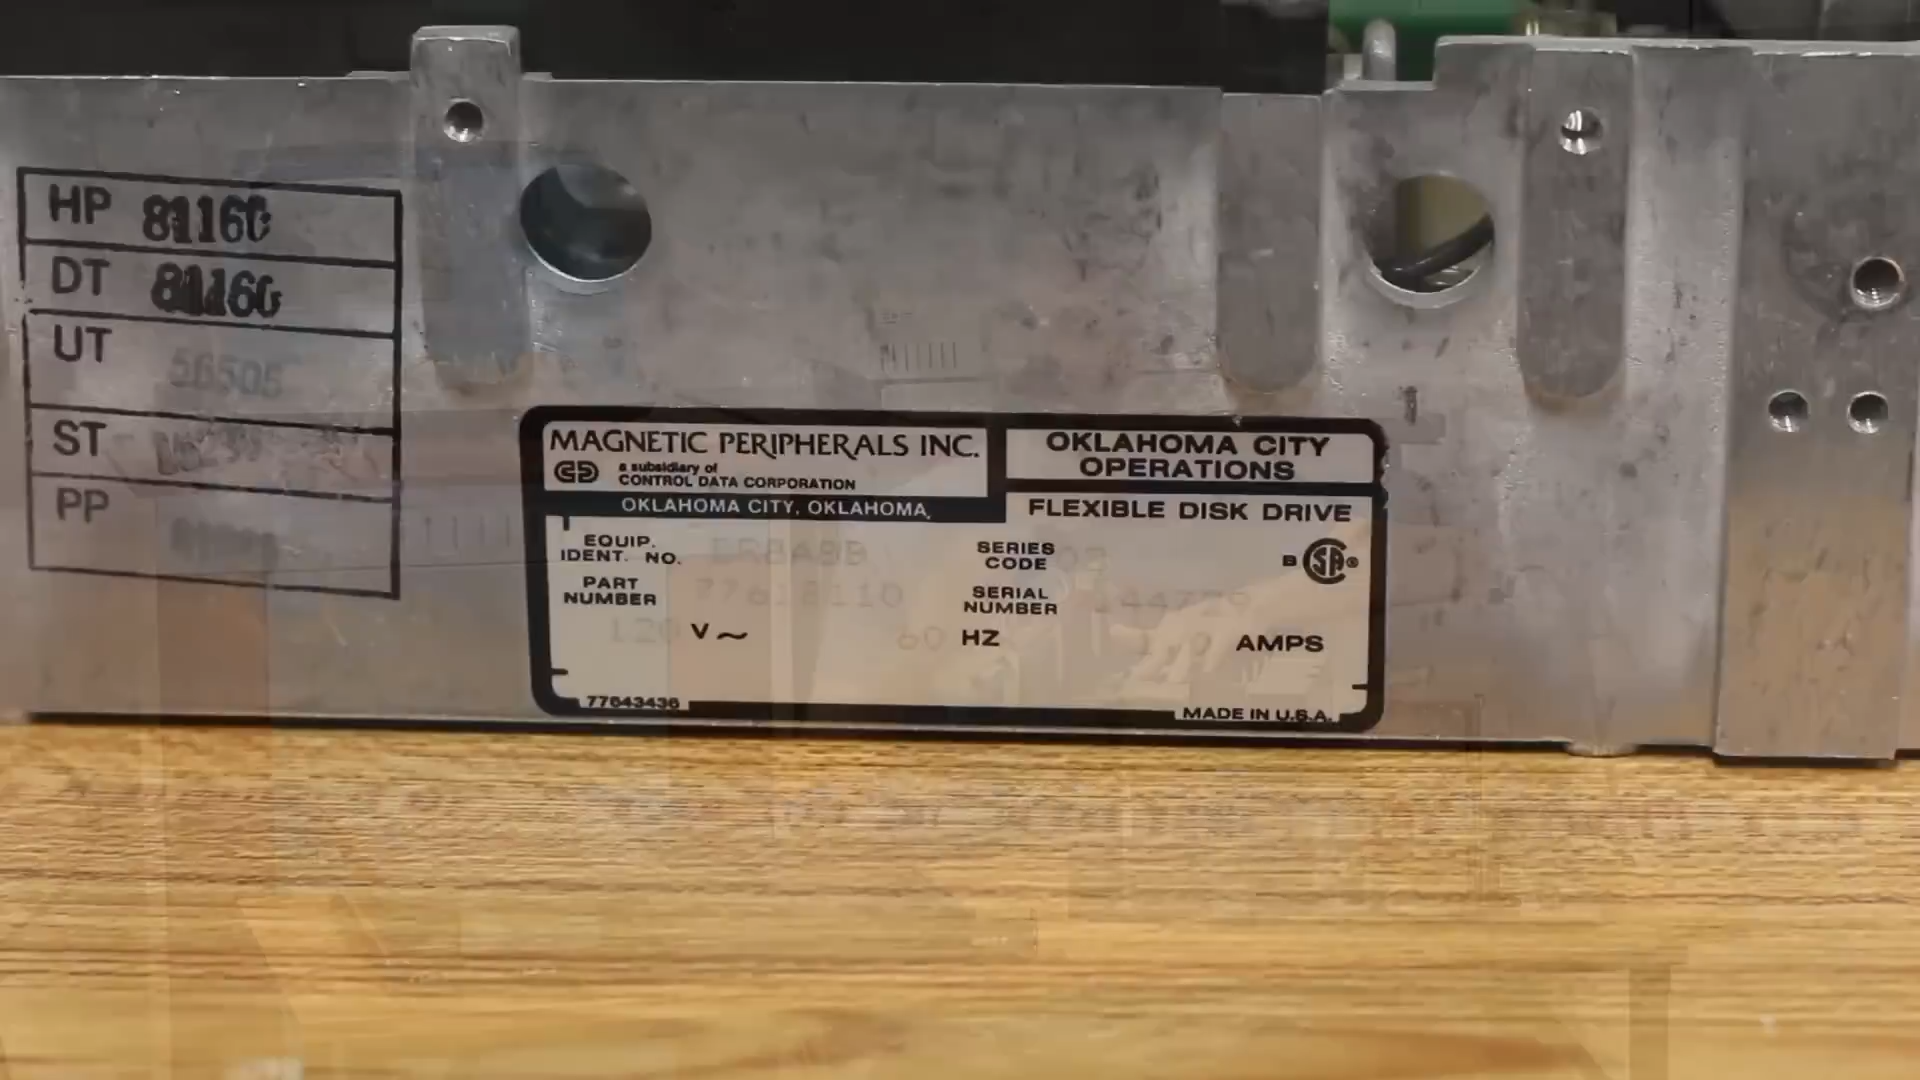 HP 81160
DT 81160
UT 56505
ST
PP
MAGNETIC PERIPHERALS INC.
a subsidiary of
CONTROL DATA CORPORATION
OKLAHOMA CITY, OKLAHOMA
OKLAHOMA CITY
OPERATIONS
FLEXIBLE DISK DRIVE
EQUIP.
IDENT. NO.
SERIES
CODE
PART
NUMBER
SERIAL
NUMBER
120 V~ 60 HZ AMPS
77643436
MADE IN U.S.A.